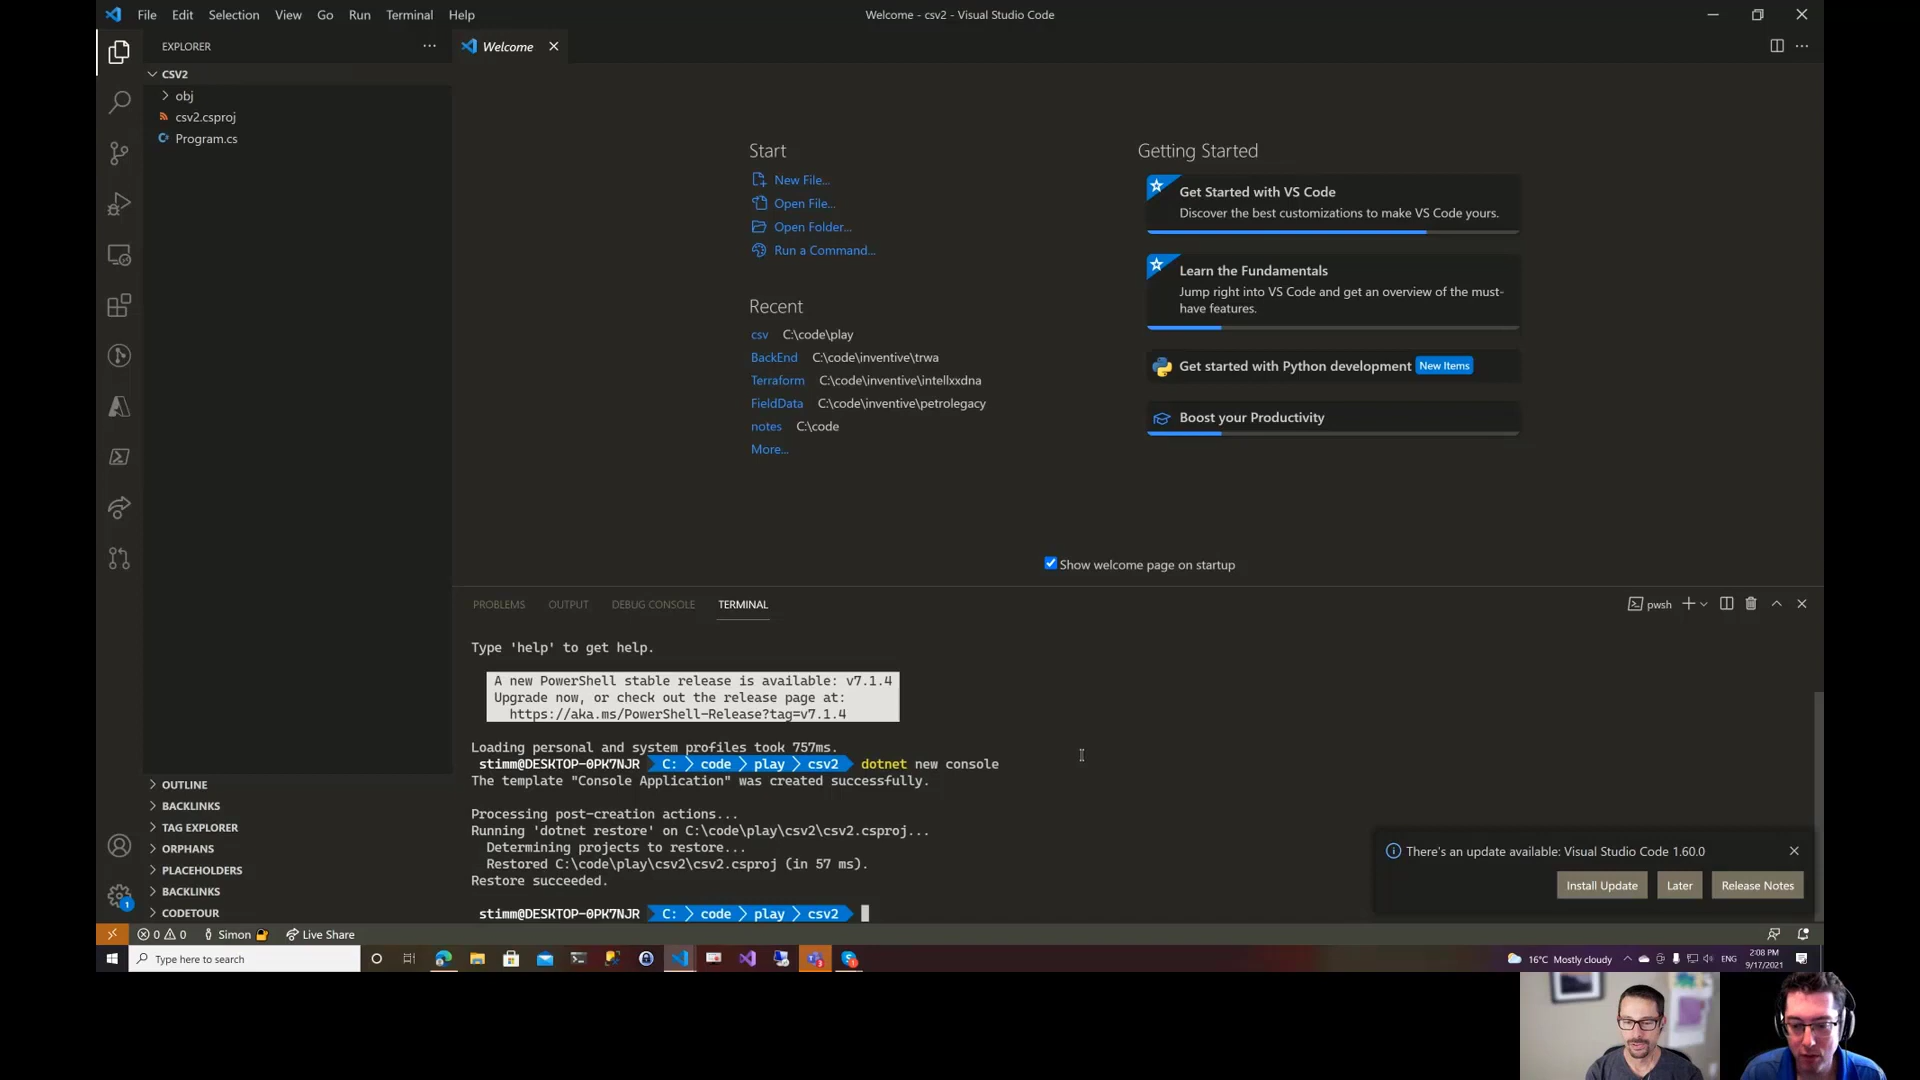 File Edit Selection View Go Run Terminal Help
Welcome - csv2 - Visual Studio Code
EXPLORER
Welcome
CSV2
obj
csv2.csproj
Program.cs
Start
New File...
Open File...
Open Folder...
Run a Command...
Recent
csv C:\code\play
BackEnd C:\code\inventive\trwa
Terraform C:\code\inventive\intellxxdna
FieldData C:\code\inventive\petrolegacy
notes C:\code
More...
Getting Started
Get Started with VS Code
Discover the best customizations to make VS Code yours.
Learn the Fundamentals
Jump right into VS Code and get an overview of the must-
have features.
Get started with Python development New Items
Boost your Productivity
Show welcome page on startup
PROBLEMS OUTPUT DEBUG CONSOLE TERMINAL
pwsh
Type 'help' to get help.
A new PowerShell stable release is available: v7.1.4
Upgrade now, or check out the release page at:
https://aka.ms/PowerShell-Release?tag=v7.1.4
Loading personal and system profiles took 757ms.
stimm@DESKTOP-0PK7NJR C: code play csv2 dotnet new console
The template "Console Application" was created successfully.
Processing post-creation actions...
Running 'dotnet restore' on C:\code\play\csv2\csv2.csproj...
Determining projects to restore...
Restored C:\code\play\csv2\csv2.csproj (in 57 ms).
Restore succeeded.
stimm@DESKTOP-0PK7NJR C: code play csv2
OUTLINE
BACKLINKS
TAG EXPLORER
ORPHANS
PLACEHOLDERS
BACKLINKS
CODETOUR
1
There's an update available: Visual Studio Code 1.60.0
Install Update Later Release Notes
0 0 Simon Live Share
Type here to search
16°C Mostly cloudy ENG
2:08 PM
9/17/2021